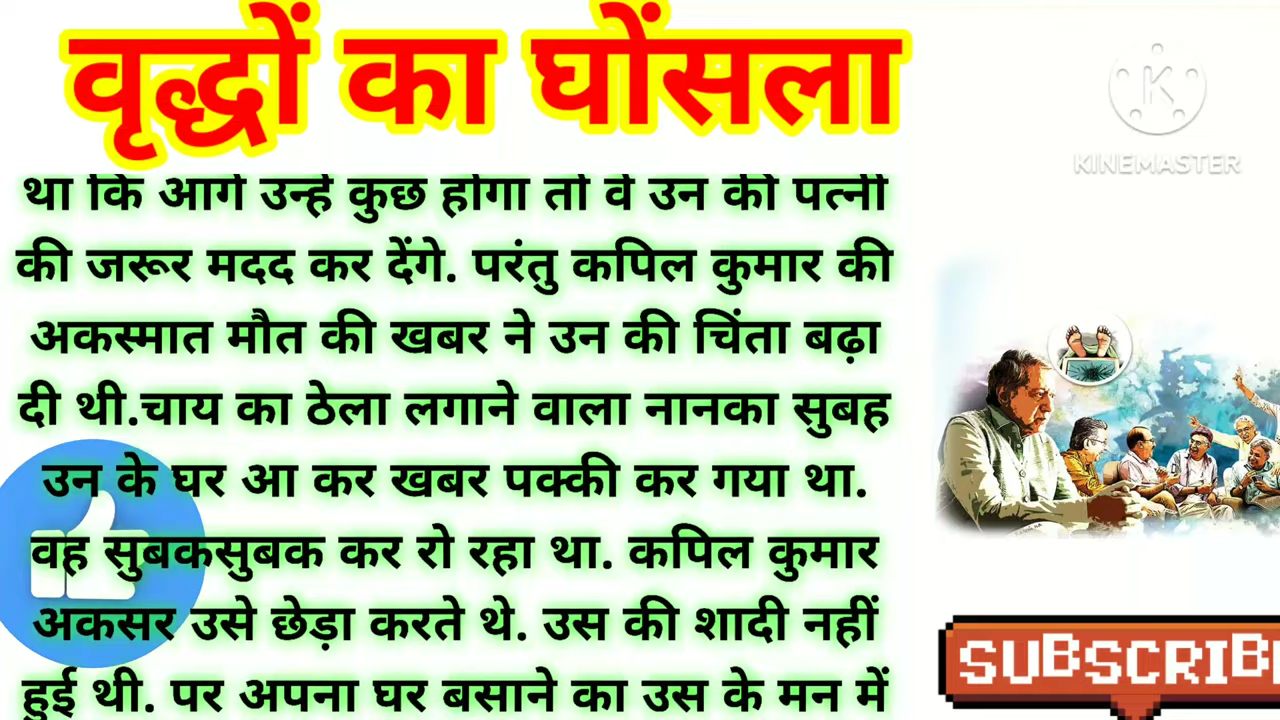 वृद्धों का घोंसला
K
KINEMASTER
था कि आगे उन्हें कुछ होगा तो वे उन की पत्नी
की जरूर मदद कर देंगे. परंतु कपिल कुमार की
अकस्मात मौत की खबर ने उन की चिंता बढ़ा
दी थी.चाय का ठेला लगाने वाला नानका सुबह
उन के घर आ कर खबर पक्की कर गया था.
वह सुबकसुबक कर रो रहा था. कपिल कुमार
अकसर उसे छेड़ा करते थे. उस की शादी नहीं
हुई थी. पर अपना घर बसाने का उस के मन में
SUBSCRIB